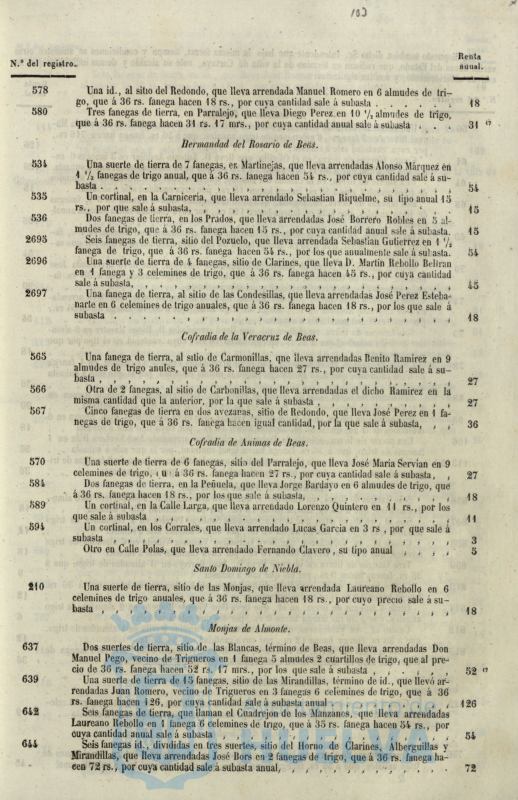 103
N.º del registro.
Renta
anual.
578 Una id., al sitio del Redondo, que lleva arrendada Manuel Romero en 6 almudes de tri-
go, que á 36 rs. fanega hacen 18 rs., por cuya cantidad sale á subasta . . . . . . 18
580 Tres fanegas de tierra, en Parralejo, que lleva Diego Perez en 10 1/2 almudes de trigo,
que á 36 rs. fanega hacen 31 rs. 17 mrs., por cuya cantidad anual sale á subasta . . . 31 17
Hermandad del Rosario de Beas.
534 Una suerte de tierra de 7 fanegas, en Martinejas, que lleva arrendadas Alonso Márquez en
1 1/2 fanegas de trigo anual, que á 36 rs. fanega hacen 54 rs., por cuya cantidad sale á su-
basta . . . . . . 54
535 Un cortinal, en la Carniceria, que lleva arrendado Sebastian Riquelme, su tipo anual 15
rs., por que sale á subasta, . . . . . . 15
536 Dos fanegas de tierra, en los Prados, que lleva arrendadas José Borrero Robles en 5 al-
mudes de trigo, que á 36 rs. fanega hacen 15 rs., por cuya cantidad anual sale á subasta. 15
2695 Seis fanegas de tierra, sitio del Pozuelo, que lleva arrendada Sebastian Gutierrez en 1 1/2
fanega de trigo, que á 36 rs. fanega hacen 54 rs., por los que anualmente sale á subasta. 54
2696 Una suerte de tierra de 4 fanegas, sitio de Clarines, que lleva D. Martin Rebollo Beltran
en 1 fanega y 3 celemines de trigo, que á 36 rs. fanega hacen 45 rs., por cuya cantidad
sale á subasta, . . . . . . 45
2697 Una fanega de tierra, al sitio de las Condesillas, que lleva arrendadas José Perez Esteba-
narte en 6 celemines de trigo anuales, que á 36 rs. fanega hacen 18 rs., por los que sale á
subasta . . . . . . 18
Cofradia de la Veracruz de Beas.
565 Una fanega de tierra, al sitio de Carmonillas, que lleva arrendadas Benito Ramirez en 9
almudes de trigo anules, que á 36 rs. fanega hacen 27 rs., por cuya cantidad sale á su-
basta . . . . . . 27
566 Otra de 2 fanegas, al sitio de Carbonillas, que lleva arrendadas el dicho Ramirez en la
misma cantidad que la anterior, por la que sale á subasta . . . . . . 27
567 Cinco fanegas de tierra en dos avezanas, sitio de Redondo, que lleva José Perez en 1 fa-
negas de trigo, que á 36 rs. fanega hacen igual cantidad, por la que sale á subasta, , , 36
Cofradia de Animas de Beas.
570 Una suerte de tierra de 6 fanegas, sitio del Parralejo, que lleva José Maria Servian en 9
celemines de trigo, á 36 rs. fanega hacen 27 rs., por cuya cantidad sale á subasta, , 27
584 Dos fanegas de tierra, en la Peñuela, que lleva Jorge Bardayo en 6 almudes de trigo, que
á 36 rs. fanega hacen 18 rs., por los que sale á subasta, . . . . . . 18
589 Un cortinal, en la Calle Larga, que lleva arrendado Lorenzo Quintero en 11 rs., por los
que sale á subasta . . . . . . 11
594 Un cortinal, en los Corrales, que lleva arrendado Lucas Garcia en 3 rs , por que sale á
subasta . . . . . . 3
Otro en Calle Polas, que lleva arrendado Fernando Clavero, su tipo anual , , , , 5
Santo Domingo de Niebla.
210 Una suerte de tierra, sitio de las Monjas, que lleva arrendada Laureano Rebollo en 6
celemines de trigo anuales, que á 36 rs. fanega hacen 18 rs., por cuyo precio sale á su-
basta . . . . . . 18
Monjas de Almonte.
637 Dos suertes de tierra, sitio de las Blancas, término de Beas, que lleva arrendadas Don
Manuel Pego, vecino de Trigueros en 1 fanega 5 almudes 2 cuartillos de trigo, que al pre-
cio de 36 rs. fanega hacen 52 rs. 17 mrs., por los que sale á subasta , , , , , 52 17
639 Una suerte de tierra de 15 fanegas, sitio de las Mirandillas, término de id., que llevó ar-
rendadas Juan Romero, vecino de Trigueros en 3 fanegas 6 celemines de trigo, que á 36
rs. fanega hacen 126, por cuya cantidad sale á subasta anual . . . . . . 126
642 Seis fanegas de tierra, que llaman el Cuadrejon de los Manzanos, que lleva arrendadas
Laureano Rebollo en 1 fanega 6 celemines de trigo, que á 35 rs. fanega hacen 54 rs., por
cuya cantidad anual sale á subasta . . . . . . 54
644 Seis fanegas id., divididas en tres suertes, sitio del Horno de Clarines, Alberguillas y
Mirandillas, que lleva arrendadas José Bors en 2 fanegas de trigo, que á 36 rs. fanega ha-
cen 72 rs., por cuya cantidad sale á subasta anual, . . . . . . 72